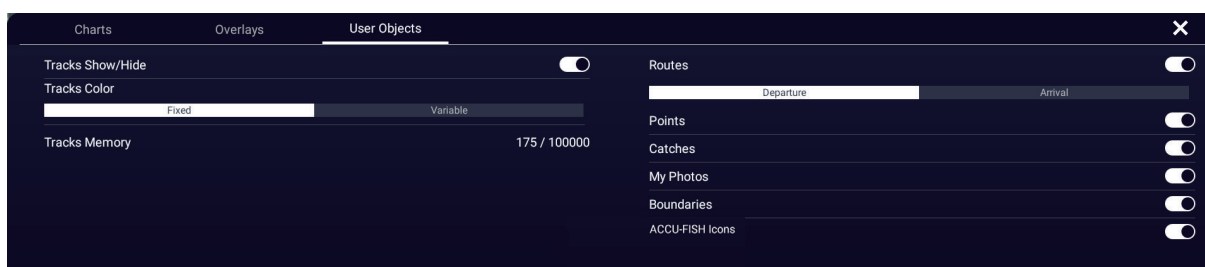 Charts Overlays User Objects
Tracks Show/Hide
Tracks Color
Fixed Variable
Tracks Memory 175 / 100000
Routes
Departure Arrival
Points
Catches
My Photos
Boundaries
ACCU-FISH Icons